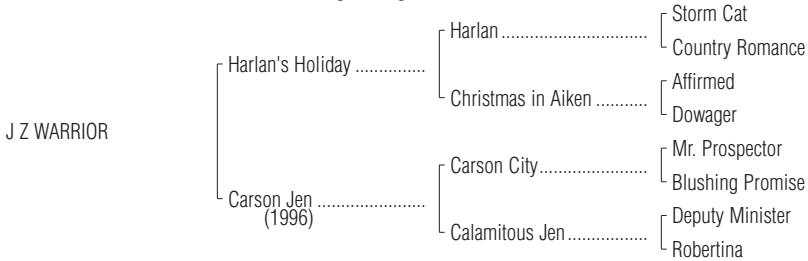 Storm Cat
Harlan ................................
Country Romance
Harlan's Holiday ...............
Affirmed
Christmas in Aiken ...........
Dowager
J Z WARRIOR
Mr. Prospector
Carson City.......................
Blushing Promise
Carson Jen .......................
(1996)
Deputy Minister
Calamitous Jen.................
Robertina